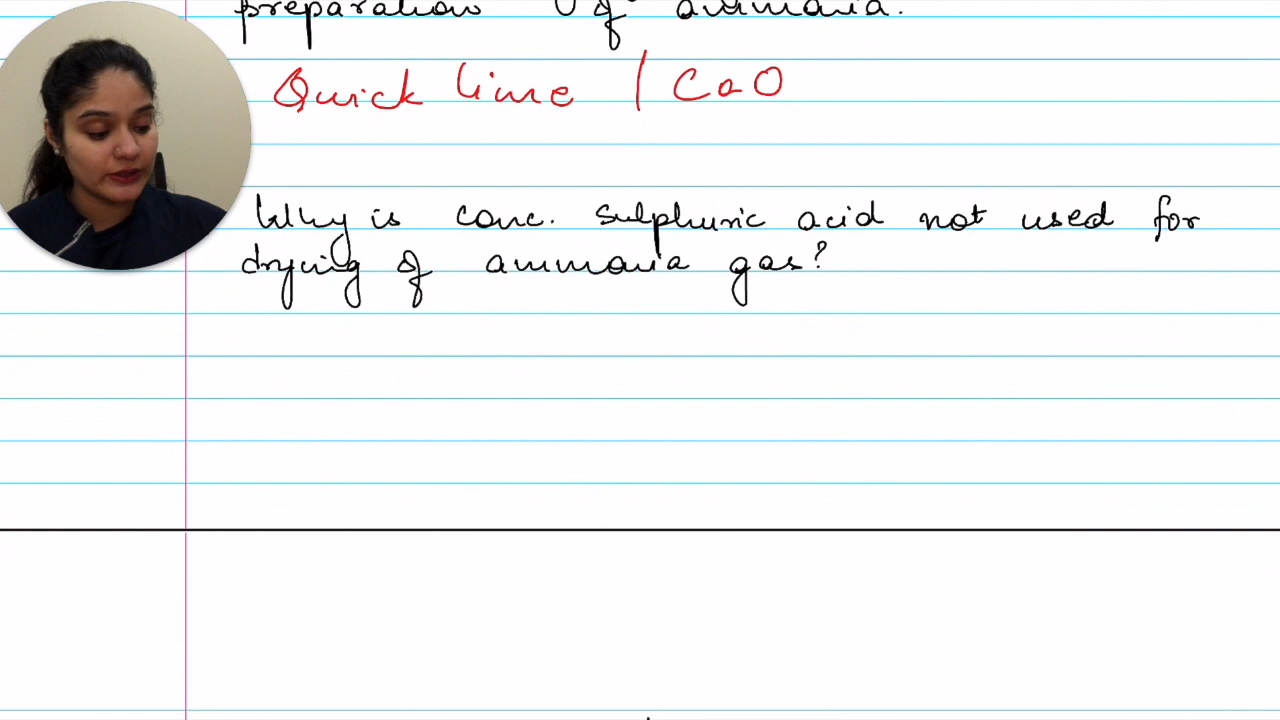 preparation of ammonia.
Quick lime / CaO
Why is conc. sulphuric acid not used for
drying of ammonia gas?